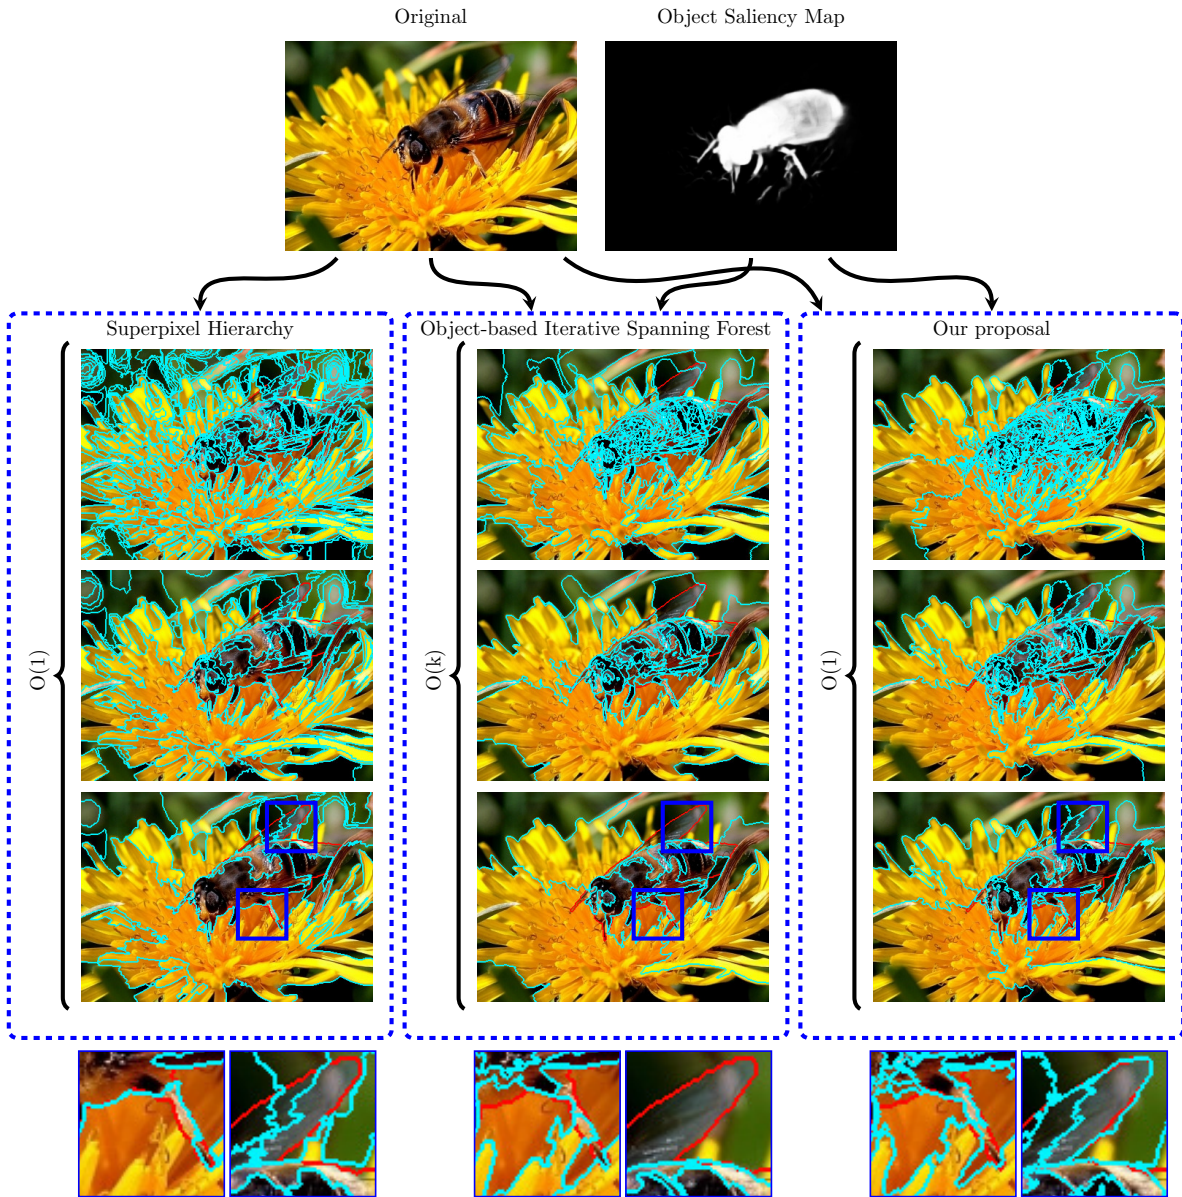 Original
Object Saliency Map
Superpixel Hierarchy
Object-based Iterative Spanning Forest
Our proposal
O(1)
O(k)
O(1)